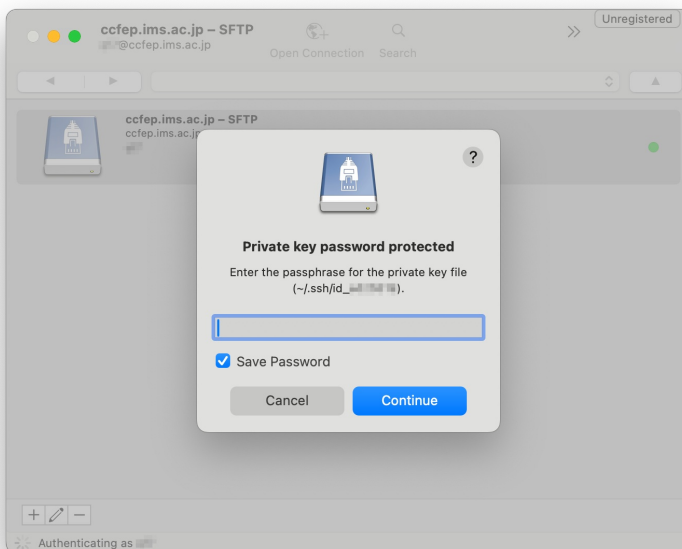 ccfep.ims.ac.jp – SFTP
@ccfep.ims.ac.jp
Open Connection
Search
Unregistered
ccfep.ims.ac.jp – SFTP
ccfep.ims.ac.jp
?
Private key password protected
Enter the passphrase for the private key file
(~/.ssh/id_ ).
Save Password
Cancel
Continue
Authenticating as